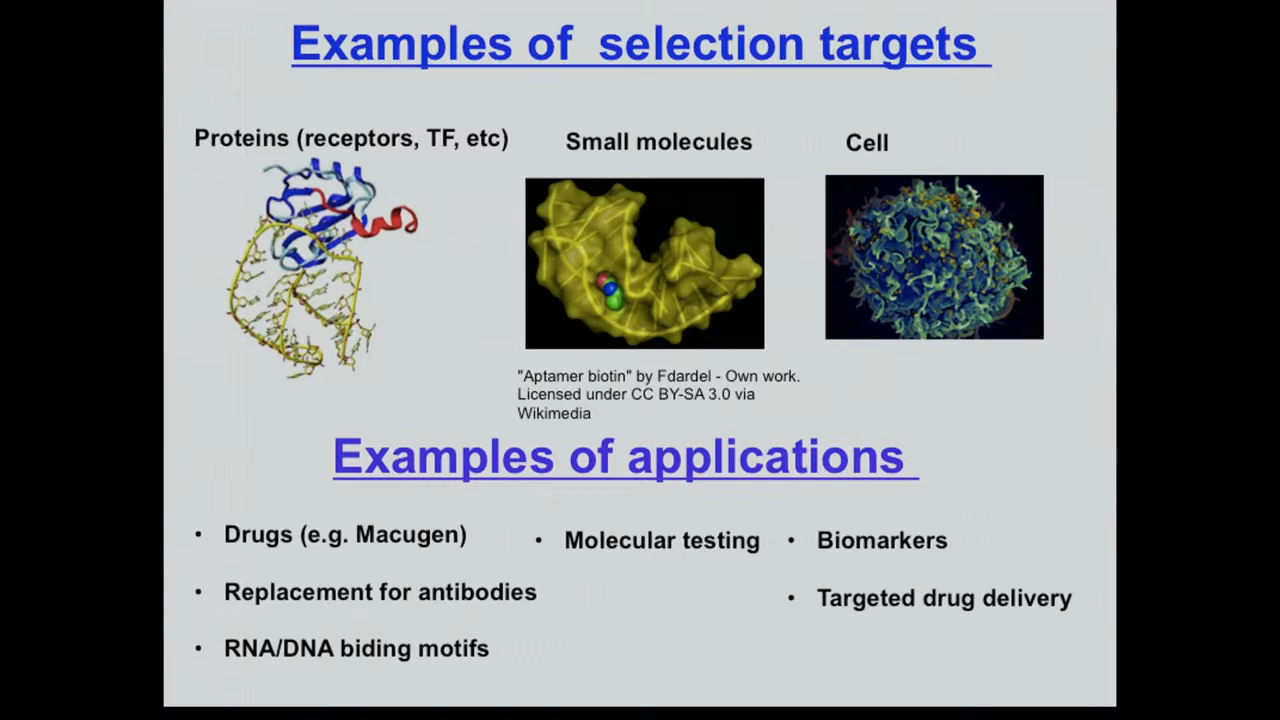 Examples of selection targets
Proteins (receptors, TF, etc)
Small molecules
Cell
"Aptamer biotin" by Fdardel - Own work.
Licensed under CC BY-SA 3.0 via
Wikimedia
Examples of applications
• Drugs (e.g. Macugen)
• Replacement for antibodies
• RNA/DNA biding motifs
• Molecular testing
• Biomarkers
• Targeted drug delivery